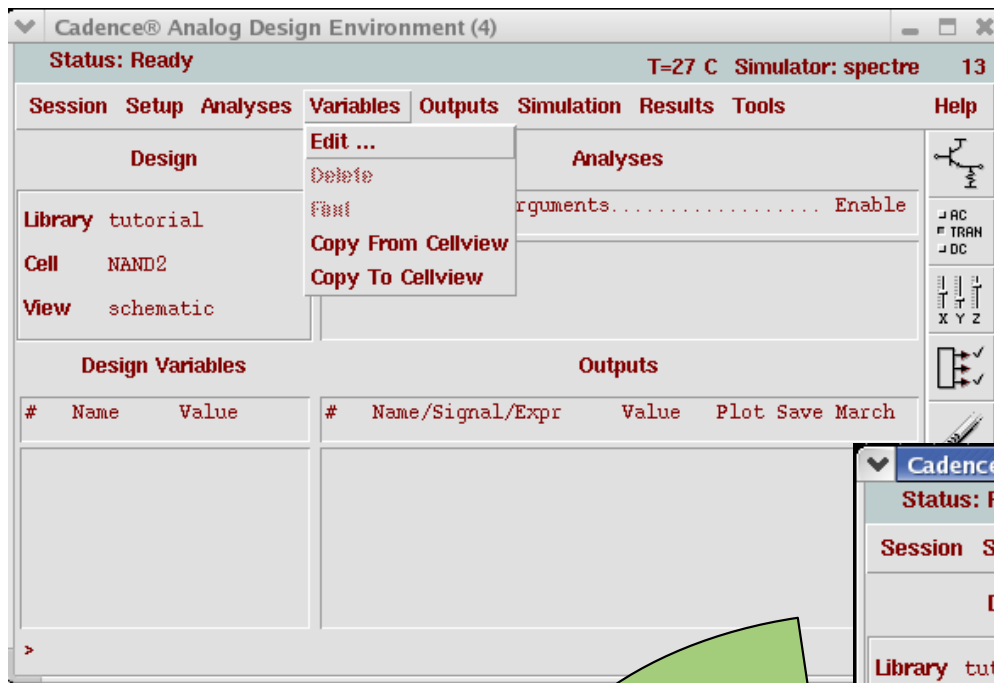 Cadence® Analog Design Environment (4)
Status: Ready T=27 C Simulator: spectre 13
Session Setup Analyses Variables Outputs Simulation Results Tools Help
Edit ...
Design Analyses
Delete
Find rguments.................. Enable
Library tutorial
AC
TRAN
DC
Copy From Cellview
Cell NAND2
Copy To Cellview
View schematic
X Y Z
Design Variables Outputs
# Name Value # Name/Signal/Expr Value Plot Save March
Cadence
Status:
Session S
>
Library tut